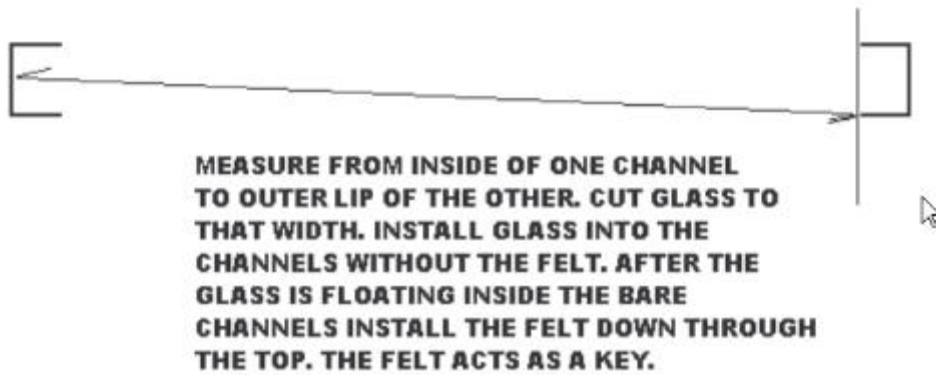 MEASURE FROM INSIDE OF ONE CHANNEL
TO OUTER LIP OF THE OTHER. CUT GLASS TO
THAT WIDTH. INSTALL GLASS INTO THE
CHANNELS WITHOUT THE FELT. AFTER THE
GLASS IS FLOATING INSIDE THE BARE
CHANNELS INSTALL THE FELT DOWN THROUGH
THE TOP. THE FELT ACTS AS A KEY.